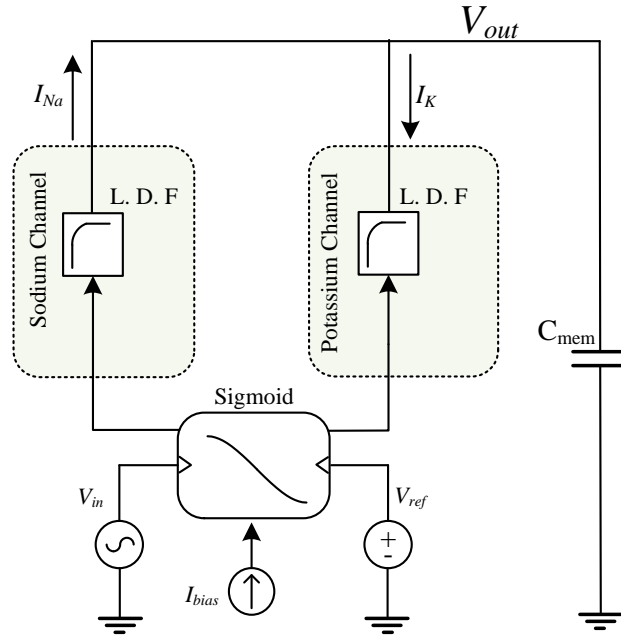 V_out
I_Na
I_K
Sodium Channel
L. D. F
Potassium Channel
L. D. F
C_mem
Sigmoid
V_in
V_ref
+
-
I_bias